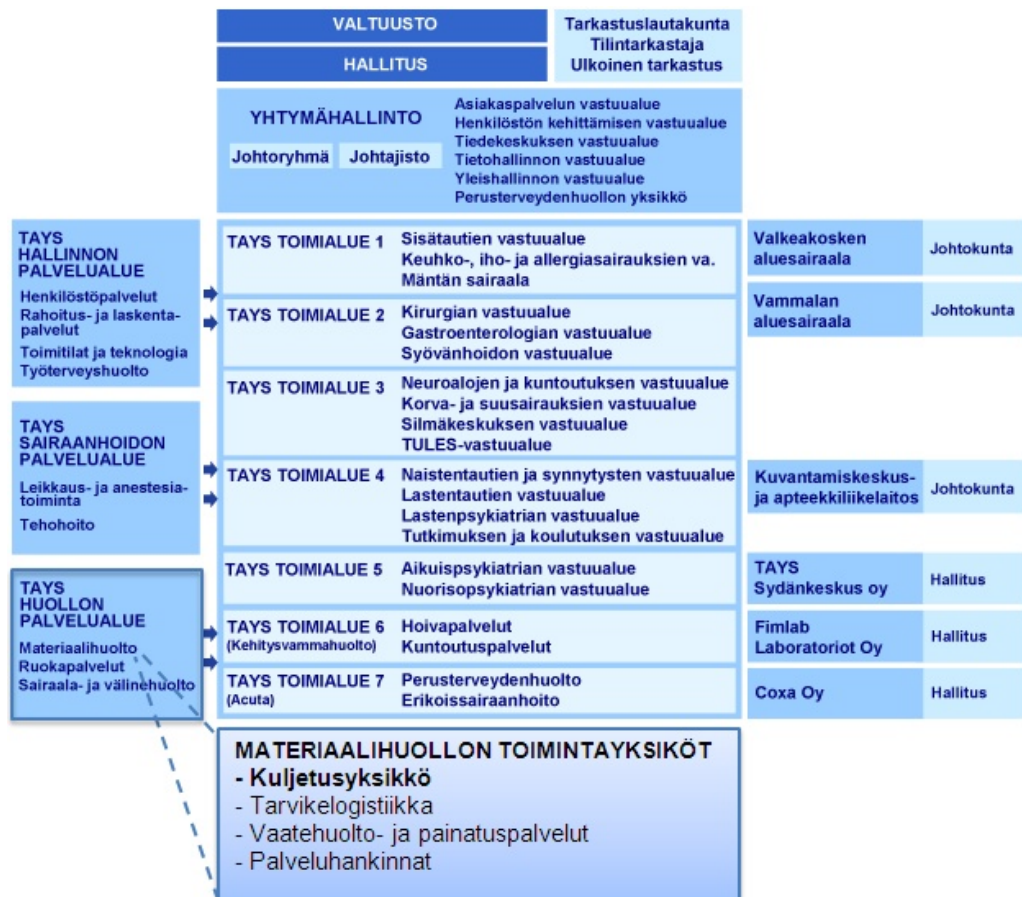 VALTUUSTO
HALLITUS
Tarkastuslautakunta
Tilintarkastaja
Ulkoinen tarkastus
YHTYMÄHALLINTO
Johtoryhmä
Johtajisto
Asiakaspalvelun vastuualue
Henkilöstön kehittämisen vastuualue
Tiedekeskuksen vastuualue
Tietohallinnon vastuualue
Yleishallinnon vastuualue
Perusterveydenhuollon yksikkö
TAYS
HALLINNON
PALVELUALUE
Henkilöstöpalvelut
Rahoitus- ja laskenta-
palvelut
Toimitilat ja teknologia
Työterveyshuolto
TAYS
SAIRAANHOIDON
PALVELUALUE
Leikkaus- ja anestesia-
toiminta
Tehohoito
TAYS
HUOLLON
PALVELUALUE
Materiaalihuolto
Ruokapalvelut
Sairaala- ja välinehuolto
TAYS TOIMIALUE 1
Sisätautien vastuualue
Keuhko-, iho- ja allergiasairauksien va.
Mäntän sairaala
TAYS TOIMIALUE 2
Kirurgian vastuualue
Gastroenterologian vastuualue
Syövänhoidon vastuualue
TAYS TOIMIALUE 3
Neuroalojen ja kuntoutuksen vastuualue
Korva- ja suusairauksien vastuualue
Silmäkeskuksen vastuualue
TULES-vastuualue
TAYS TOIMIALUE 4
Naistentautien ja synnytysten vastuualue
Lastentautien vastuualue
Lastenpsykiatrian vastuualue
Tutkimuksen ja koulutuksen vastuualue
TAYS TOIMIALUE 5
Aikuispsykiatrian vastuualue
Nuorisopsykiatrian vastuualue
TAYS TOIMIALUE 6
(Kehitysvammahuolto)
Hoivapalvelut
Kuntoutuspalvelut
TAYS TOIMIALUE 7
(Acuta)
Perusterveydenhuolto
Erikoissairaanhoito
Valkeakosken
aluesairaala
Johtokunta
Vammalan
aluesairaala
Johtokunta
Kuvantamiskeskus-
ja apteekkiliikelaitos
Johtokunta
TAYS
Sydänkeskus oy
Hallitus
Fimlab
Laboratoriot Oy
Hallitus
Coxa Oy
Hallitus
MATERIAALIHUOLLON TOIMINTAYKSIKÖT
- Kuljetusyksikkö
- Tarvikelogistiikka
- Vaatehuolto- ja painatuspalvelut
- Palveluhankinnat